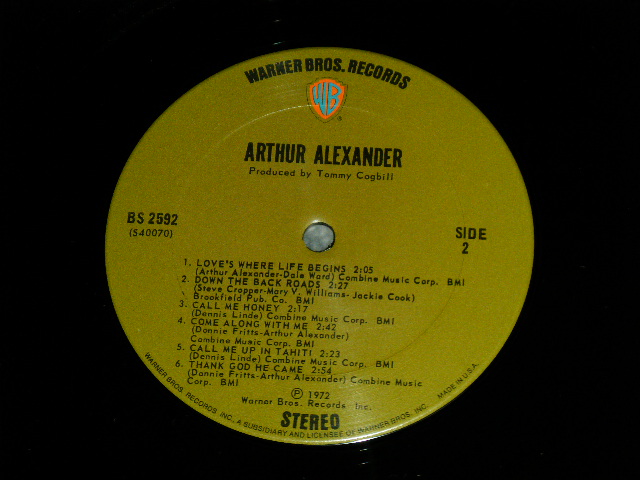 WARNER BROS. RECORDS
WB
®
ARTHUR ALEXANDER
Produced by Tommy Cogbill
BS 2592
(S40070)
SIDE
2
1. LOVE'S WHERE LIFE BEGINS 2:05
(Arthur Alexander-Dale Ward) Combine Music Corp. BMI
2. DOWN THE BACK ROADS 2:27
(Steve Cropper-Mary V. Williams- Jackie Cook)
Brookfield Pub. Co. BMI
3. CALL ME HONEY 2:17
(Dennis Linde) Combine Music Corp. BMI
4. COME ALONG WITH ME 2:42
(Donnie Fritts-Arthur Alexander)
Combine Music Corp. BMI
5. CALL ME UP IN TAHITI 2:23
(Dennis Linde) Combine Music Corp. BMI
6. THANK GOD HE CAME 2:54
(Donnie Fritts-Arthur Alexander) Combine Music
Corp. BMI
℗ 1972
Warner Bros. Records Inc.
STEREO
WARNER BROS. RECORDS INC., A SUBSIDIARY AND LICENSEE OF WARNER BROS. INC. MADE IN U.S.A.